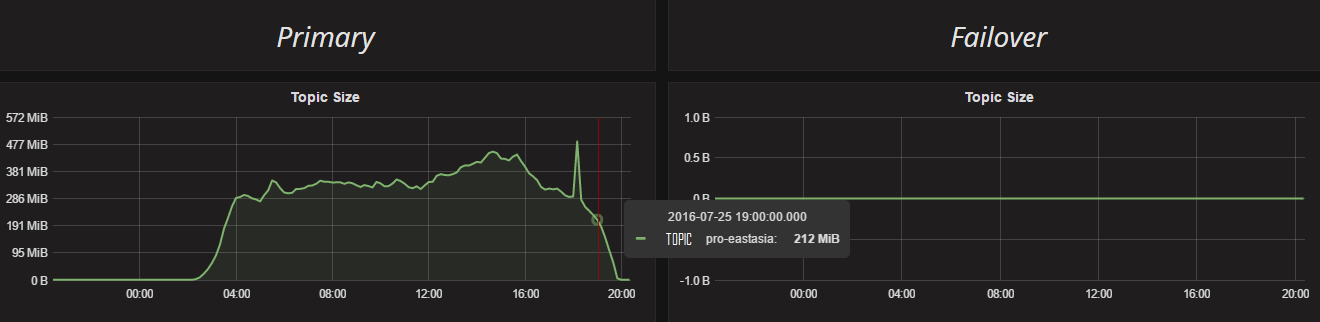 Primary
Failover
Topic Size
572 MiB
477 MiB
381 MiB
286 MiB
191 MiB
95 MiB
0 B
00:00 04:00 08:00 12:00 16:00 20:00
Topic Size
1.0 B
0.5 B
0 B
-1.0 B
00:00 04:00 08:00 12:00 16:00 20:00
2016-07-25 19:00:00.000
TOPIC pro-eastasia: 212 MiB